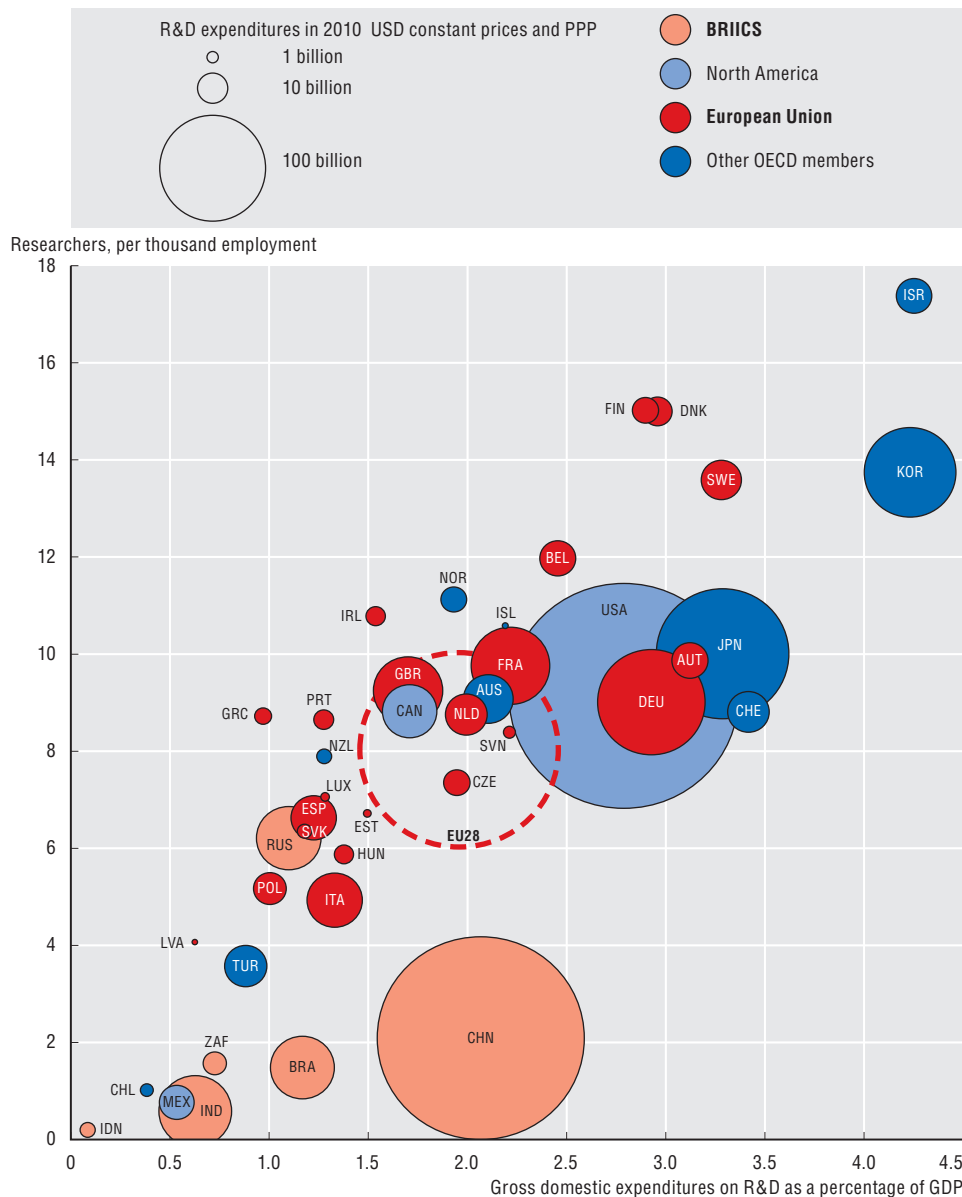 R&D expenditures in 2010 USD constant prices and PPP
1 billion
10 billion
100 billion
BRIICS
North America
European Union
Other OECD members
Researchers, per thousand employment
18
16
14
12
10
8
6
4
2
0
ISR
FIN
DNK
KOR
SWE
BEL
NOR
ISL
USA
IRL
JPN
GBR
FRA
AUT
AUS
CAN
NLD
DEU
CHE
PRT
GRC
SVN
NZL
CZE
LUX
ESP
EST
SVK
EU28
RUS
HUN
POL
ITA
LVA
TUR
CHN
ZAF
BRA
CHL
MEX
IND
IDN
0
0.5
1.0
1.5
2.0
2.5
3.0
3.5
4.0
4.5
Gross domestic expenditures on R&D as a percentage of GDP